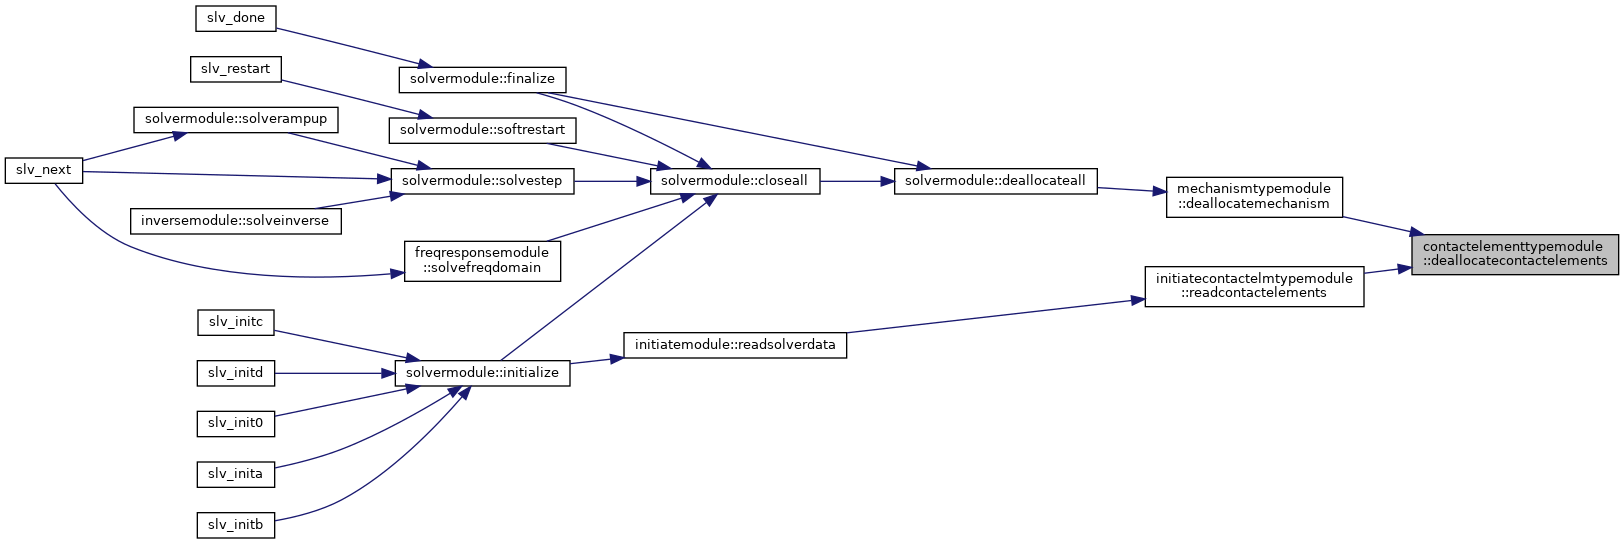 slv_done
slv_restart
solvermodule::finalize
solvermodule::solverampup
solvermodule::softrestart
slv_next
solvermodule::solvestep
solvermodule::closeall
solvermodule::deallocateall
mechanismtypemodule
::deallocatemechanism
inversemodule::solveinverse
contactelementtypemodule
::deallocatecontactelements
freqresponsemodule
::solvefreqdomain
initiatecontactelmtypemodule
::readcontactelements
slv_initc
initiatemodule::readsolverdata
slv_initd
solvermodule::initialize
slv_init0
slv_inita
slv_initb